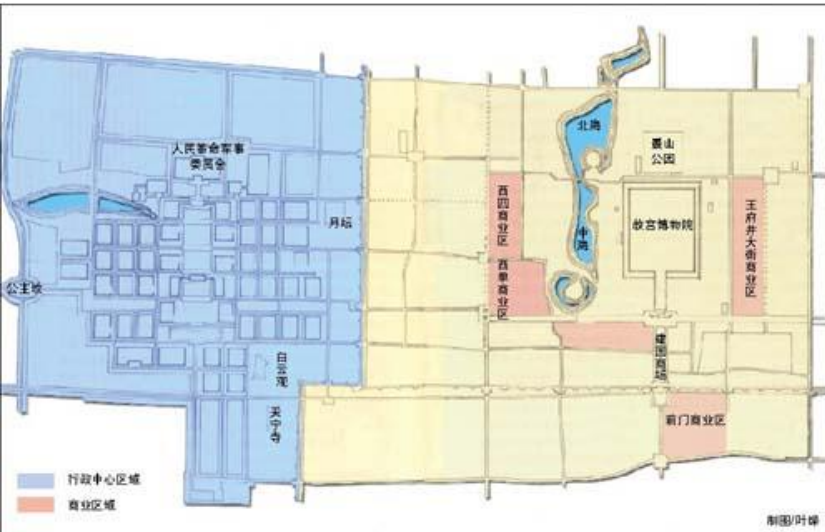 人民革命军事
委员会
北海
景山
公园
西四商业区
月坛
中海
故宫博物院
王府井大街商业区
公主坟
西单商业区
白云观
建国商场
天宁寺
前门商业区
行政中心区域
商业区域
制图/叶峰